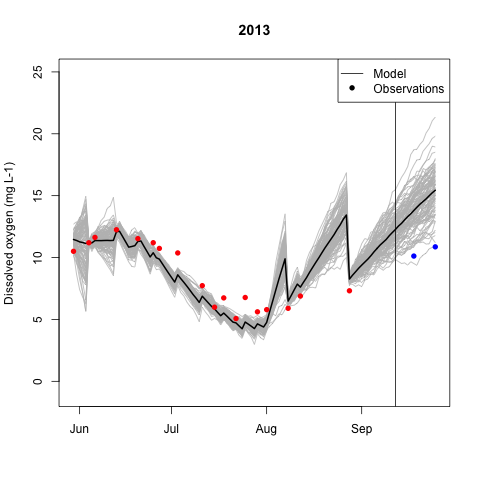 2013
Model
Observations
Dissolved oxygen (mg L-1)
25
20
15
10
5
0
Jun
Jul
Aug
Sep